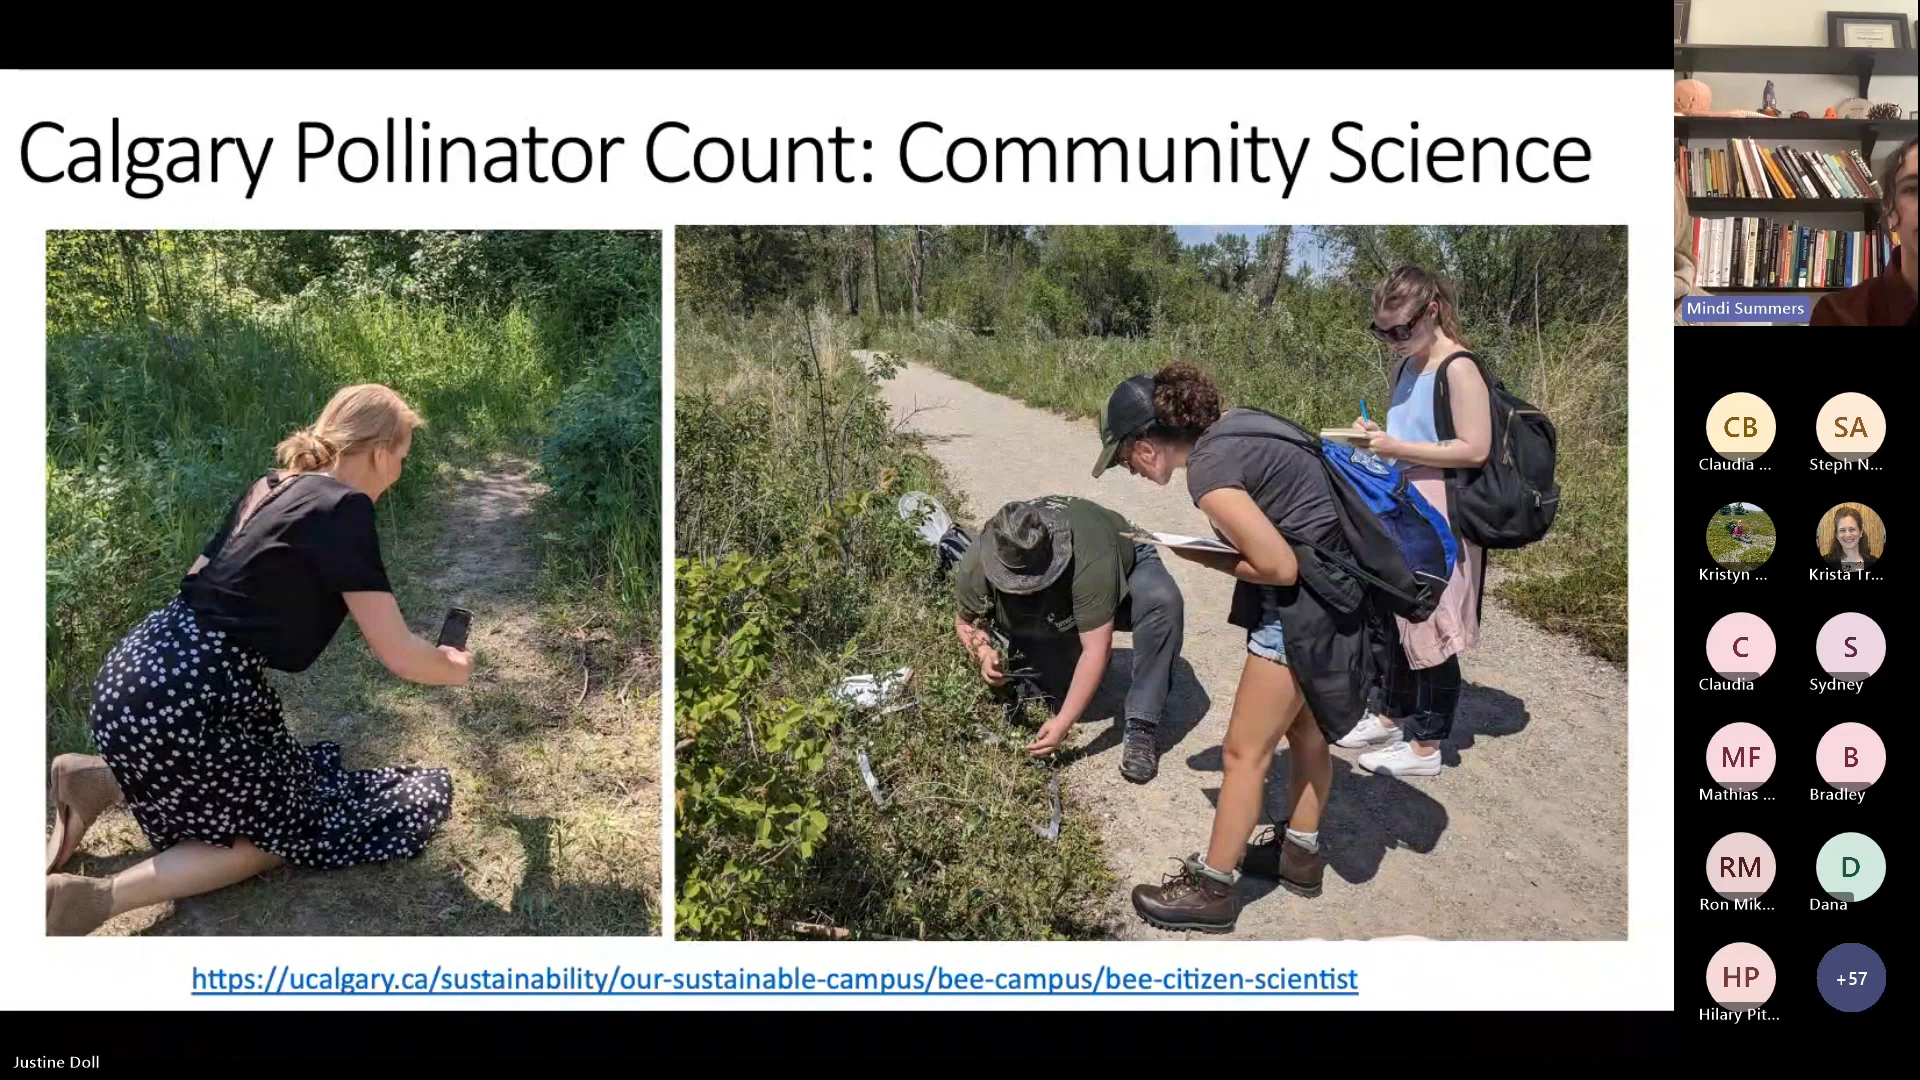 Calgary Pollinator Count: Community Science
https://ucalgary.ca/sustainability/our-sustainable-campus/bee-campus/bee-citizen-scientist
Justine Doll
Mindi Summers
CB
Claudia ...
SA
Steph N...
Kristyn ...
Krista Tr...
C
Claudia
S
Sydney
MF
Mathias ...
B
Bradley
RM
Ron Mik...
D
Dana
HP
Hilary Pit...
+57